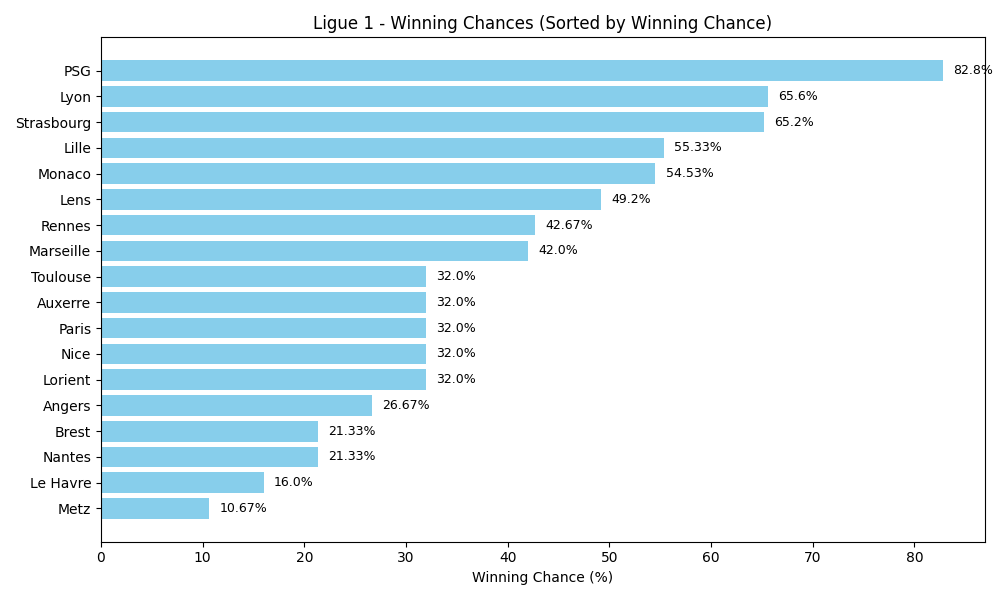 Ligue 1 - Winning Chances (Sorted by Winning Chance)
PSG 82.8%
Lyon 65.6%
Strasbourg 65.2%
Lille 55.33%
Monaco 54.53%
Lens 49.2%
Rennes 42.67%
Marseille 42.0%
Toulouse 32.0%
Auxerre 32.0%
Paris 32.0%
Nice 32.0%
Lorient 32.0%
Angers 26.67%
Brest 21.33%
Nantes 21.33%
Le Havre 16.0%
Metz 10.67%
0 10 20 30 40 50 60 70 80
Winning Chance (%)